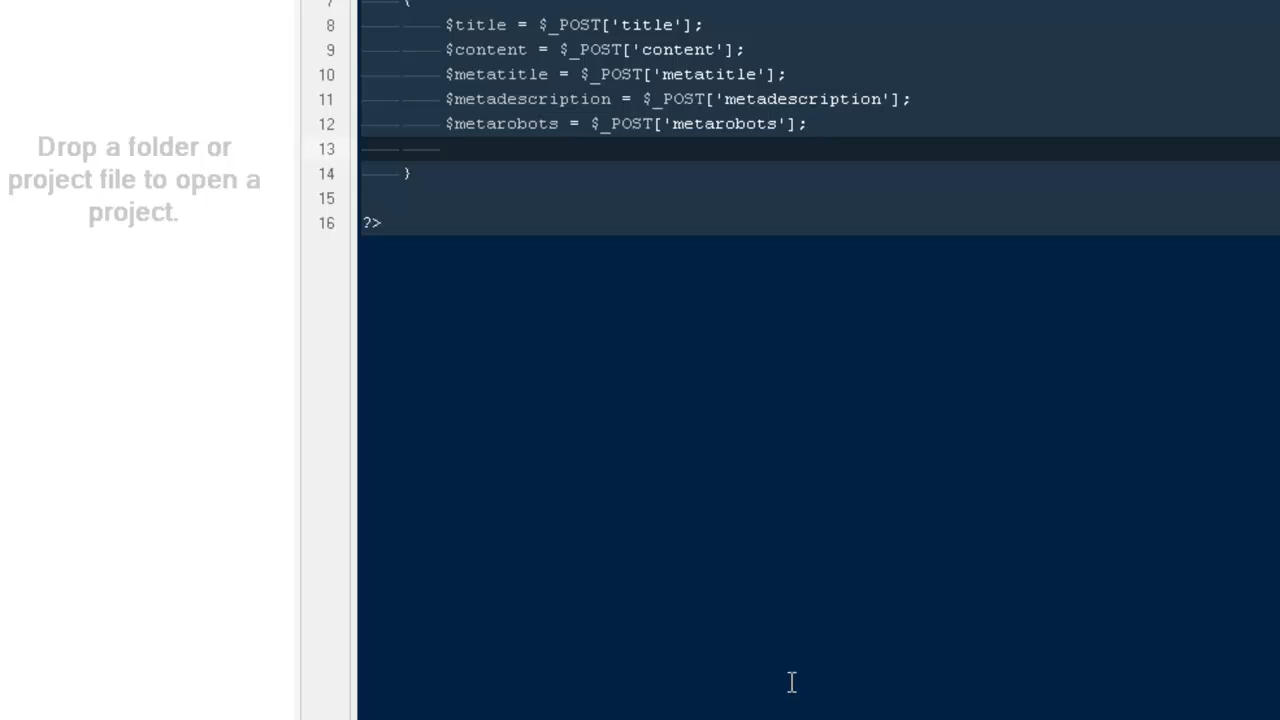 Drop a folder or
project file to open a
project.
7 {
8 $title = $_POST['title'];
9 $content = $_POST['content'];
10 $metatitle = $_POST['metatitle'];
11 $metadescription = $_POST['metadescription'];
12 $metarobots = $_POST['metarobots'];
13
14 }
15
16 ?>